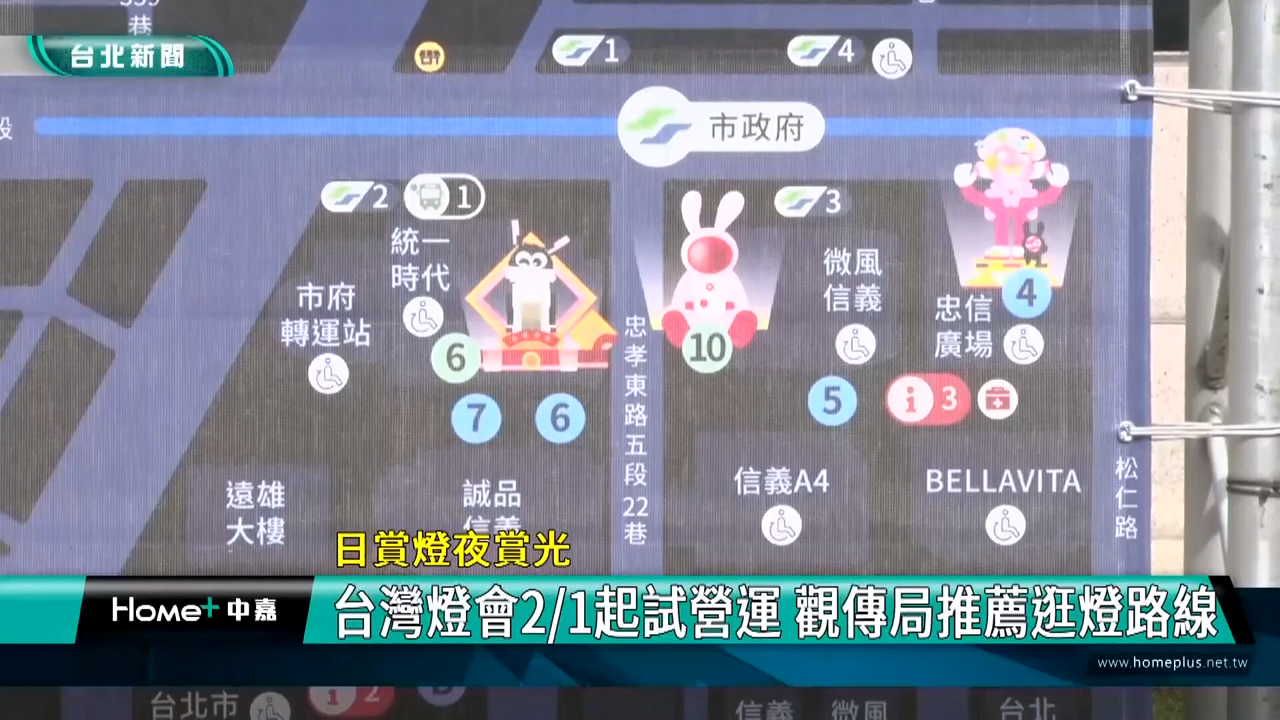 巷
台北新聞
1
4
市政府
2
1
3
統一
時代
市府
轉運站
微風
信義
忠信
廣場
4
6
10
7
6
5
i 3
忠孝東路五段22巷
遠雄
大樓
誠品
信義
信義A4
BELLAVITA
松仁路
日賞燈夜賞光
Home+ 中嘉
台灣燈會2/1起試營運 觀傳局推薦逛燈路線
www.homeplus.net.tw
台北市
i 2
信義
微風
台北